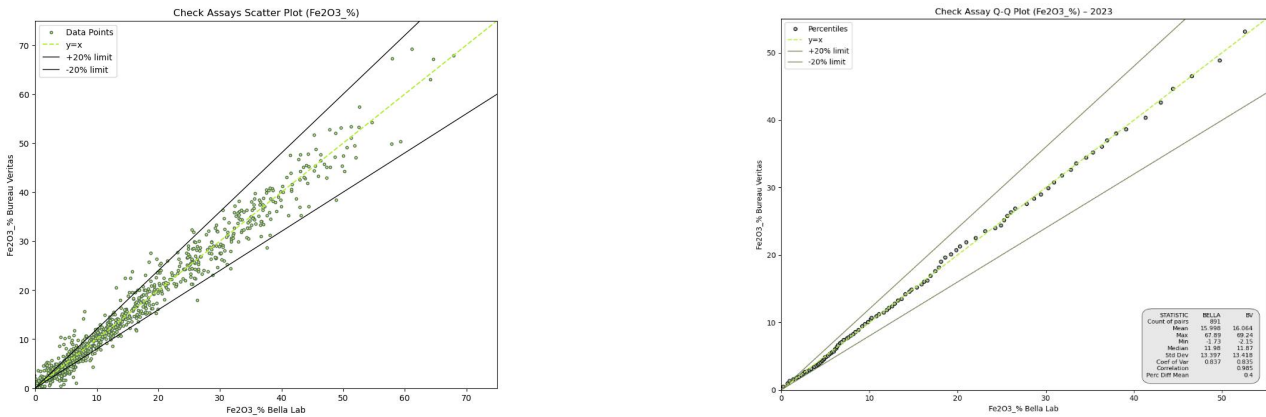 Check Assays Scatter Plot (Fe2O3_%)
Data Points
y=x
+20% limit
-20% limit
70
60
50
40
30
20
10
0
Fe2O3_% Bureau Veritas
0 10 20 30 40 50 60 70
Fe2O3_% Bella Lab
Check Assay Q-Q Plot (Fe2O3_%) – 2023
Percentiles
y=x
+20% limit
-20% limit
50
40
30
20
10
0
Fe2O3_% Bureau Veritas
STATISTIC BELLA BV
Count of pairs 891
Mean 15.998 16.064
Max 67.89 69.24
Min -1.73 -2.15
Median 11.98 11.87
Std Dev 13.397 13.418
Coef of Var 0.837 0.835
Correlation 0.985
Perc Diff Mean 0.4
0 10 20 30 40 50
Fe2O3_% Bella Lab